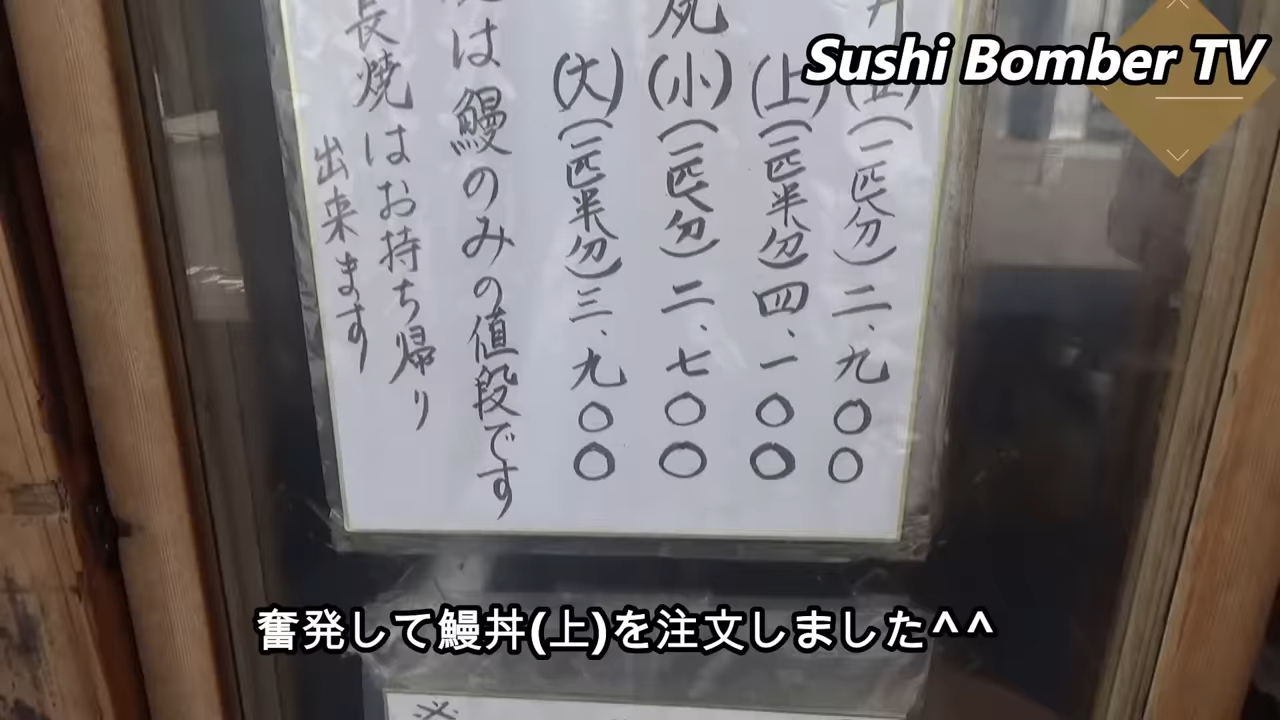 Sushi Bomber TV
丼
(並)(一匹分)二、九〇〇
(上)(一匹半分)四、一〇〇
焼(小)(一匹分)二、七〇〇
(大)(一匹半分)三、九〇〇
は鰻のみの値段です
長焼はお持ち帰り
出来ます
奮発して鰻丼(上)を注文しました^^
※